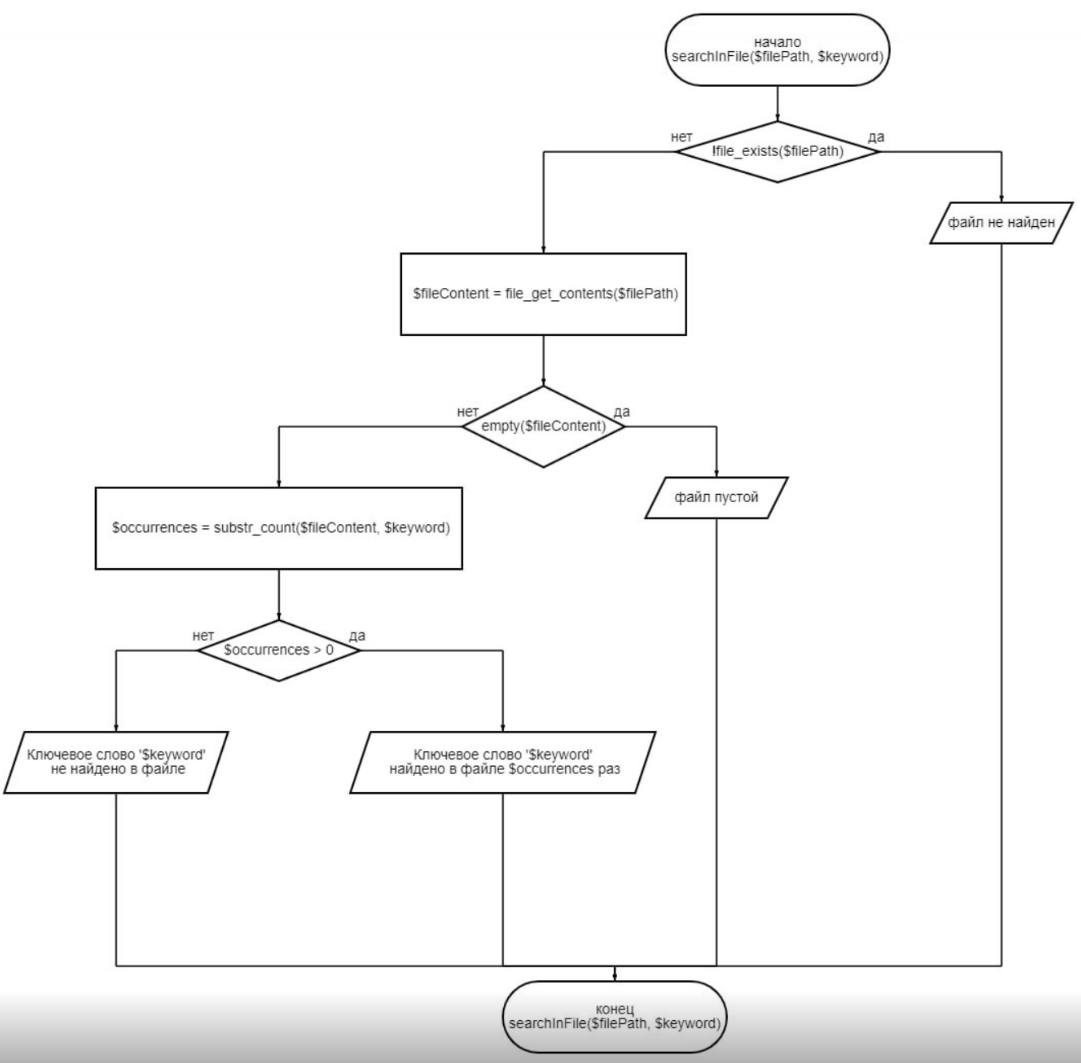 начало
searchInFile($filePath, $keyword)
нет
да
!file_exists($filePath)
файл не найден
$fileContent = file_get_contents($filePath)
нет
да
empty($fileContent)
файл пустой
$occurrences = substr_count($fileContent, $keyword)
нет
да
$occurrences > 0
Ключевое слово '$keyword'
не найдено в файле
Ключевое слово '$keyword'
найдено в файле $occurrences раз
конец
searchInFile($filePath, $keyword)